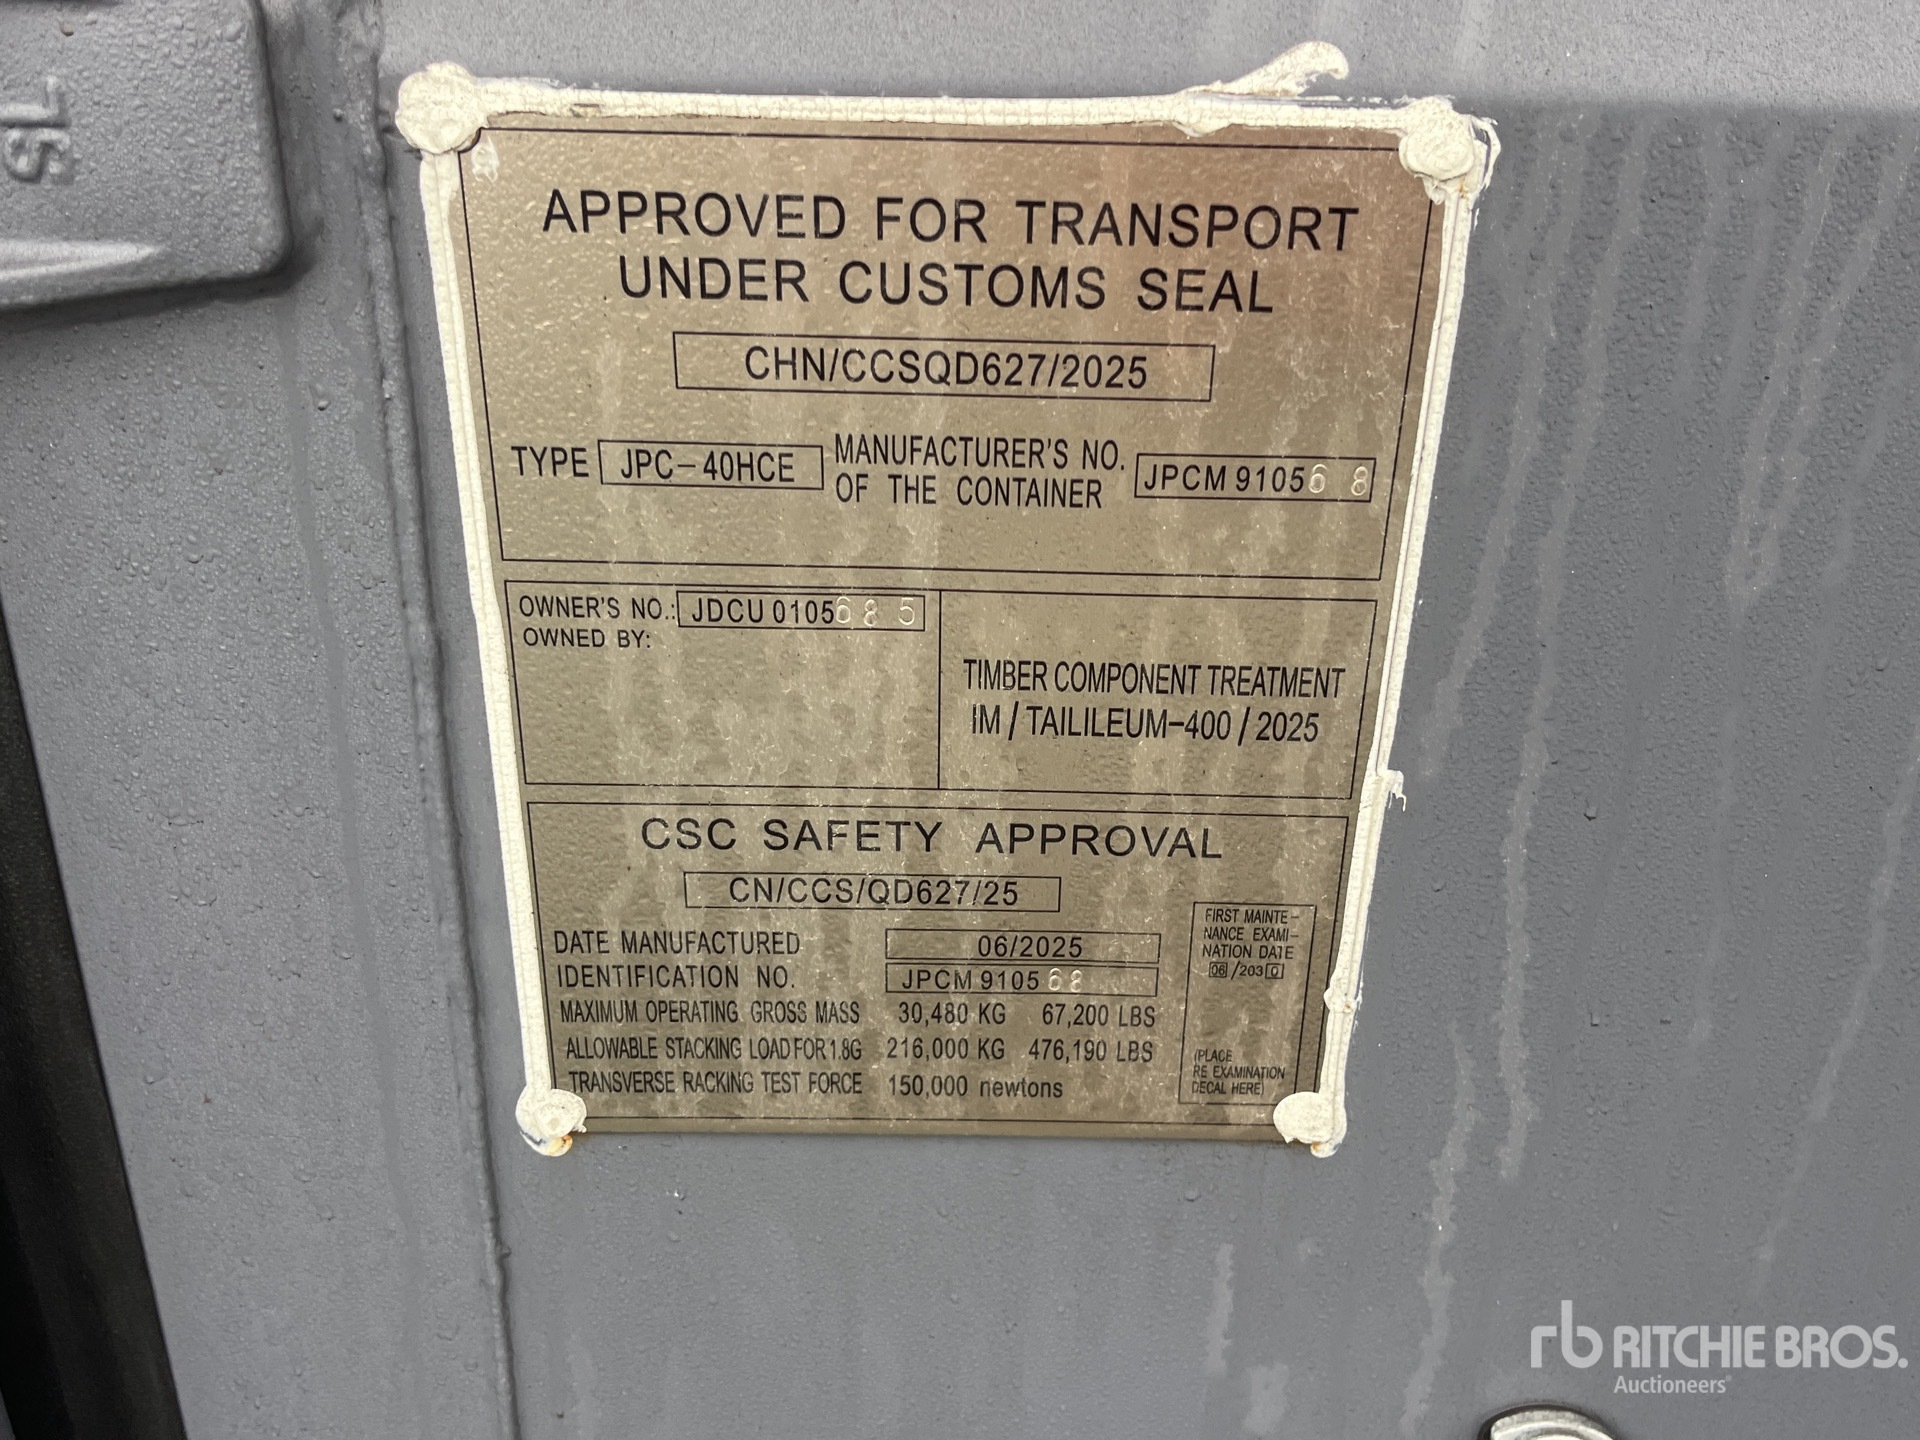 JS
APPROVED FOR TRANSPORT
UNDER CUSTOMS SEAL
CHN/CCSQD627/2025
TYPE JPC-40HCE MANUFACTURER'S NO. OF THE CONTAINER JPCM 910568
OWNER'S NO.: JDCU 0105685
OWNED BY:
TIMBER COMPONENT TREATMENT
IM/TAILILEUM-400/2025
CSC SAFETY APPROVAL
CN/CCS/QD627/25
DATE MANUFACTURED 06/2025
IDENTIFICATION NO. JPCM 910568
MAXIMUM OPERATING GROSS MASS 30,480 KG 67,200 LBS
ALLOWABLE STACKING LOAD FOR 1.8G 216,000 KG 476,190 LBS
TRANSVERSE RACKING TEST FORCE 150,000 newtons
FIRST MAINTE-
NANCE EXAMI-
NATION DATE
06/2030
(PLACE
RE EXAMINATION
DECAL HERE)
rb RITCHIE BROS.
Auctioneers